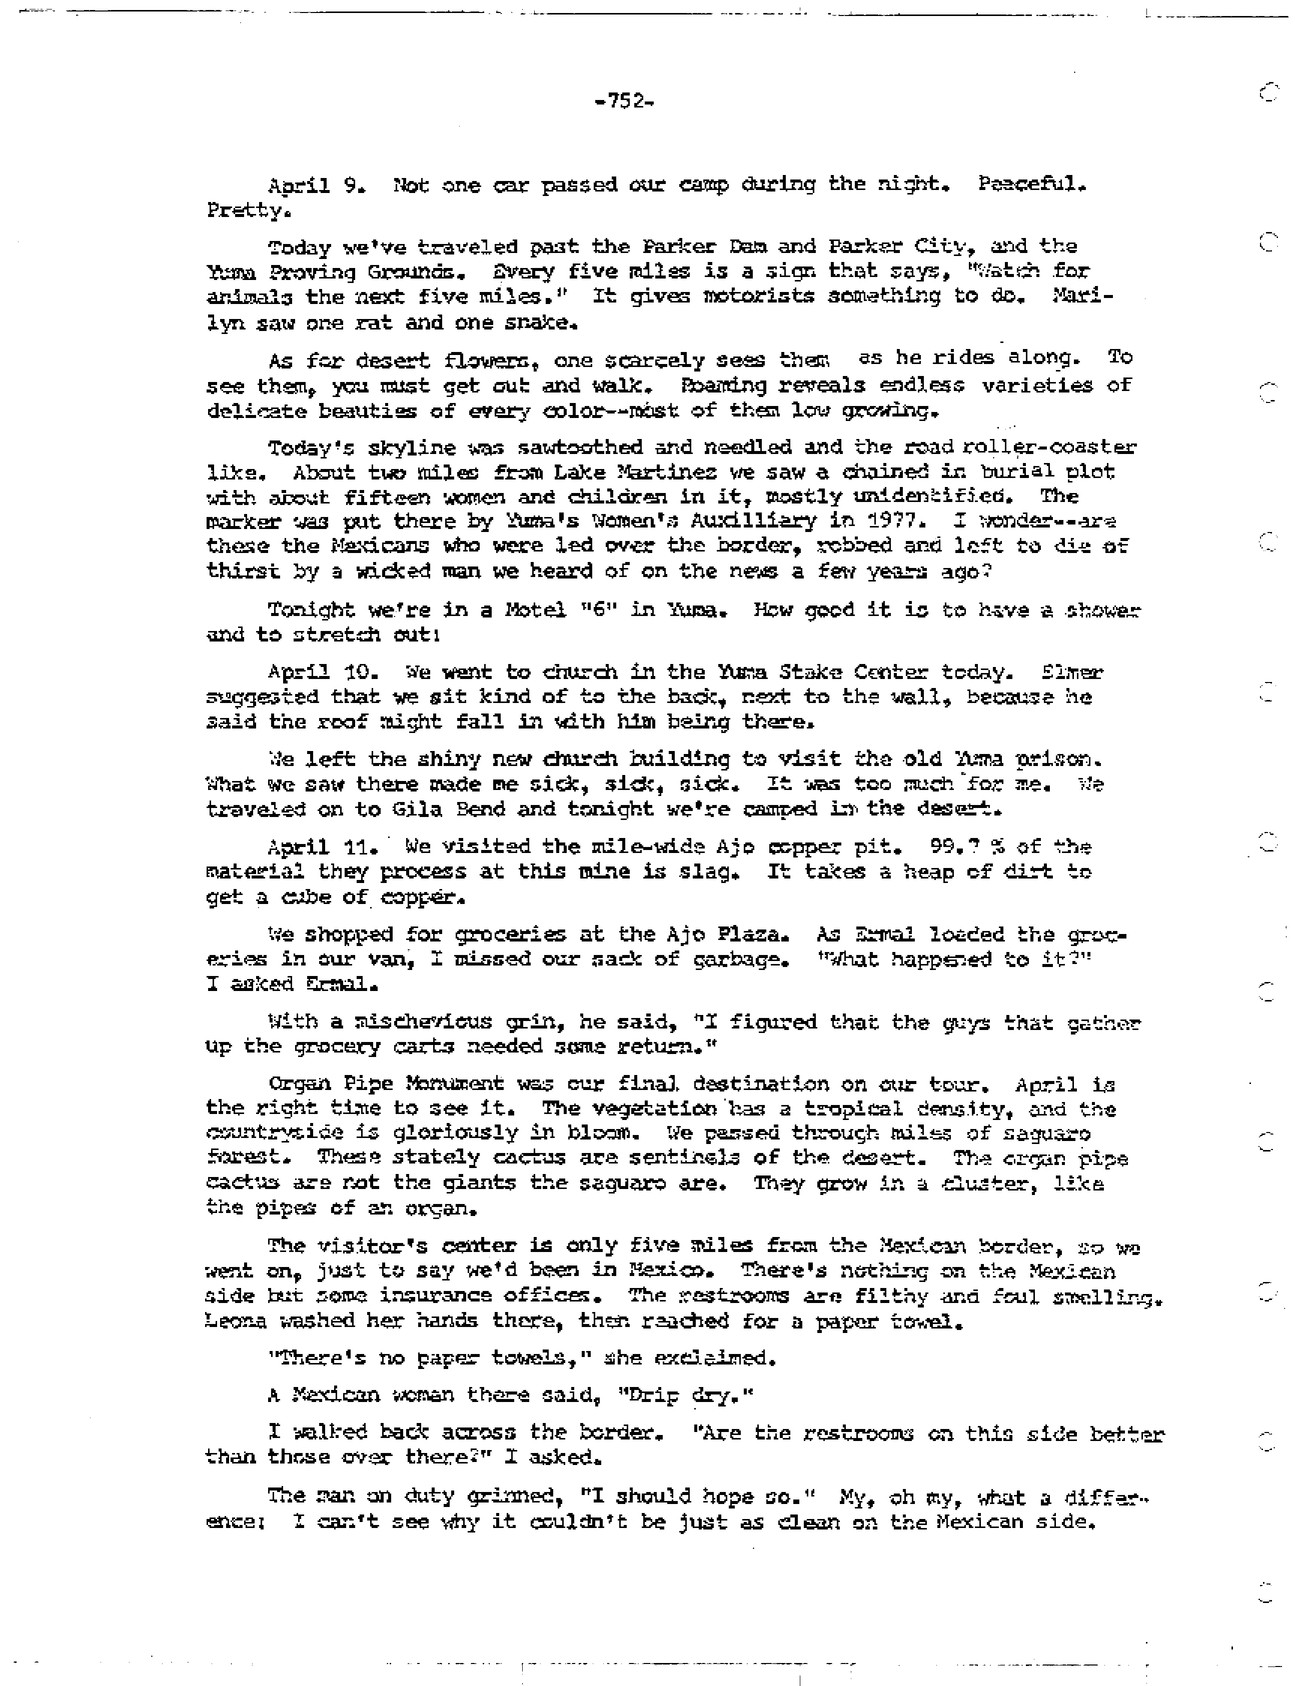 -752-
April 9. Not one car passed our camp during the night. Peaceful.
Pretty.
Today we've traveled past the Parker Dam and Parker City, and the
Yuma Proving Grounds. Every five miles is a sign that says, "Watch for
animals the next five miles." It gives motorists something to do. Mari-
lyn saw one rat and one snake.
As for desert flowers, one scarcely sees them as he rides along. To
see them, you must get out and walk. Roaming reveals endless varieties of
delicate beauties of every color--most of them low growing.
Today's skyline was sawtoothed and needled and the road roller-coaster
like. About two miles from Lake Martinez we saw a chained in burial plot
with about fifteen women and children in it, mostly unidentified. The
marker was put there by Yuma's Women's Auxilliary in 1977. I wonder--are
these the Mexicans who were led over the border, robbed and left to die of
thirst by a wicked man we heard of on the news a few years ago?
Tonight we're in a Motel "6" in Yuma. How good it is to have a shower
and to stretch out!
April 10. We went to church in the Yuma Stake Center today. Elmer
suggested that we sit kind of to the back, next to the wall, because he
said the roof might fall in with him being there.
We left the shiny new church building to visit the old Yuma prison.
What we saw there made me sick, sick, sick. It was too much for me. We
traveled on to Gila Bend and tonight we're camped in the desert.
April 11. We visited the mile-wide Ajo copper pit. 99.7 % of the
material they process at this mine is slag. It takes a heap of dirt to
get a cube of copper.
We shopped for groceries at the Ajo Plaza. As Ermal loaded the groc-
eries in our van, I missed our sack of garbage. "What happened to it?"
I asked Ermal.
With a mischevious grin, he said, "I figured that the guys that gather
up the grocery carts needed some return."
Organ Pipe Monument was our final destination on our tour. April is
the right time to see it. The vegetation has a tropical density, and the
countryside is gloriously in bloom. We passed through miles of saguaro
forest. These stately cactus are sentinels of the desert. The organ pipe
cactus are not the giants the saguaro are. They grow in a cluster, like
the pipes of an organ.
The visitor's center is only five miles from the Mexican border, so we
went on, just to say we'd been in Mexico. There's nothing on the Mexican
side but some insurance offices. The restrooms are filthy and foul smelling.
Leona washed her hands there, then reached for a paper towel.
"There's no paper towels," she exclaimed.
A Mexican woman there said, "Drip dry."
I walked back across the border. "Are the restrooms on this side better
than those over there?" I asked.
The man on duty grinned, "I should hope so." My, oh my, what a differ-
ence! I can't see why it couldn't be just as clean on the Mexican side.